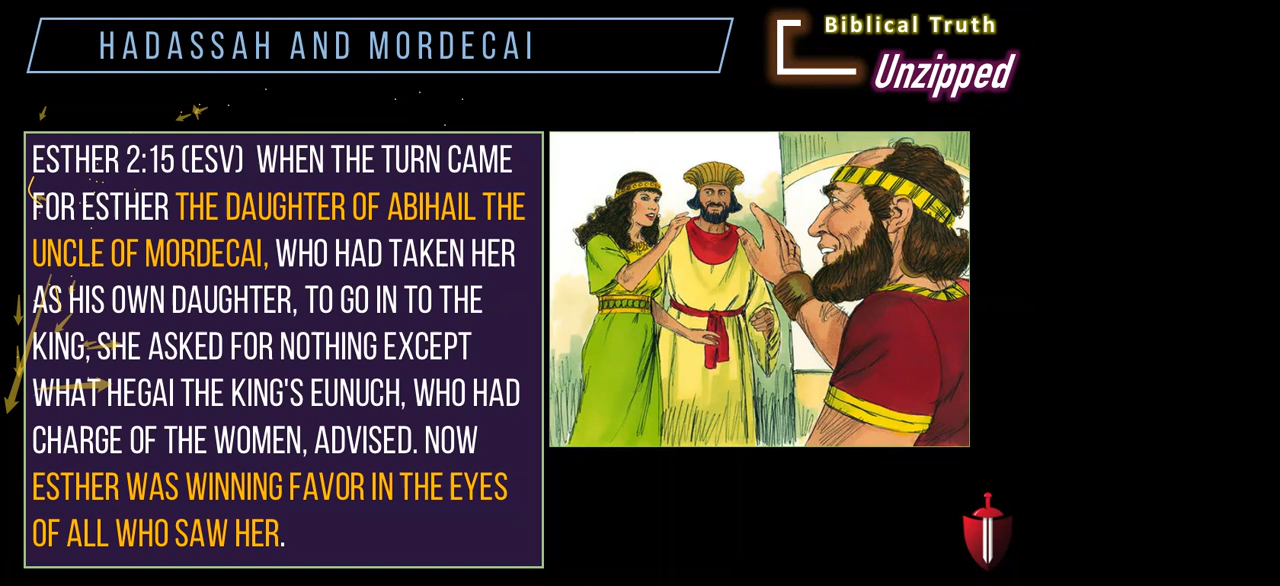 HADASSAH AND MORDECAI
Biblical Truth
Unzipped
ESTHER 2:15 (ESV) WHEN THE TURN CAME
FOR ESTHER THE DAUGHTER OF ABIHAIL THE
UNCLE OF MORDECAI, WHO HAD TAKEN HER
AS HIS OWN DAUGHTER, TO GO IN TO THE
KING, SHE ASKED FOR NOTHING EXCEPT
WHAT HEGAI THE KING'S EUNUCH, WHO HAD
CHARGE OF THE WOMEN, ADVISED. NOW
ESTHER WAS WINNING FAVOR IN THE EYES
OF ALL WHO SAW HER.